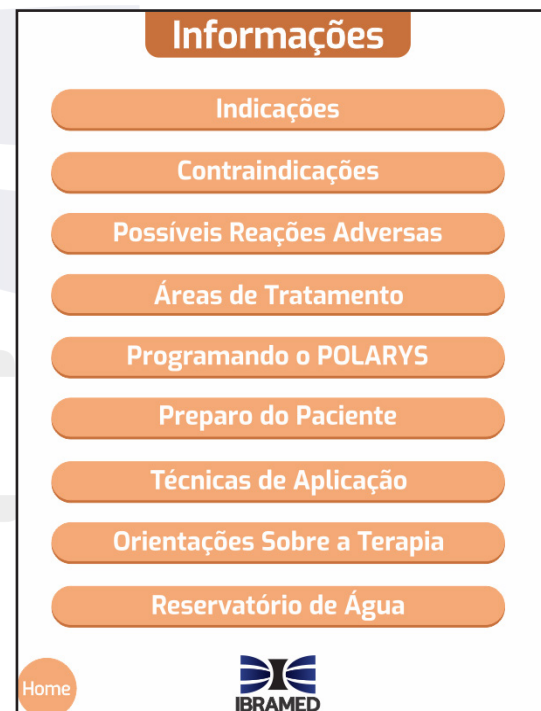 Informações
Indicações
Contraindicações
Possíveis Reações Adversas
Áreas de Tratamento
Programando o POLARYS
Preparo do Paciente
Técnicas de Aplicação
Orientações Sobre a Terapia
Reservatório de Água
Home
IBRAMED